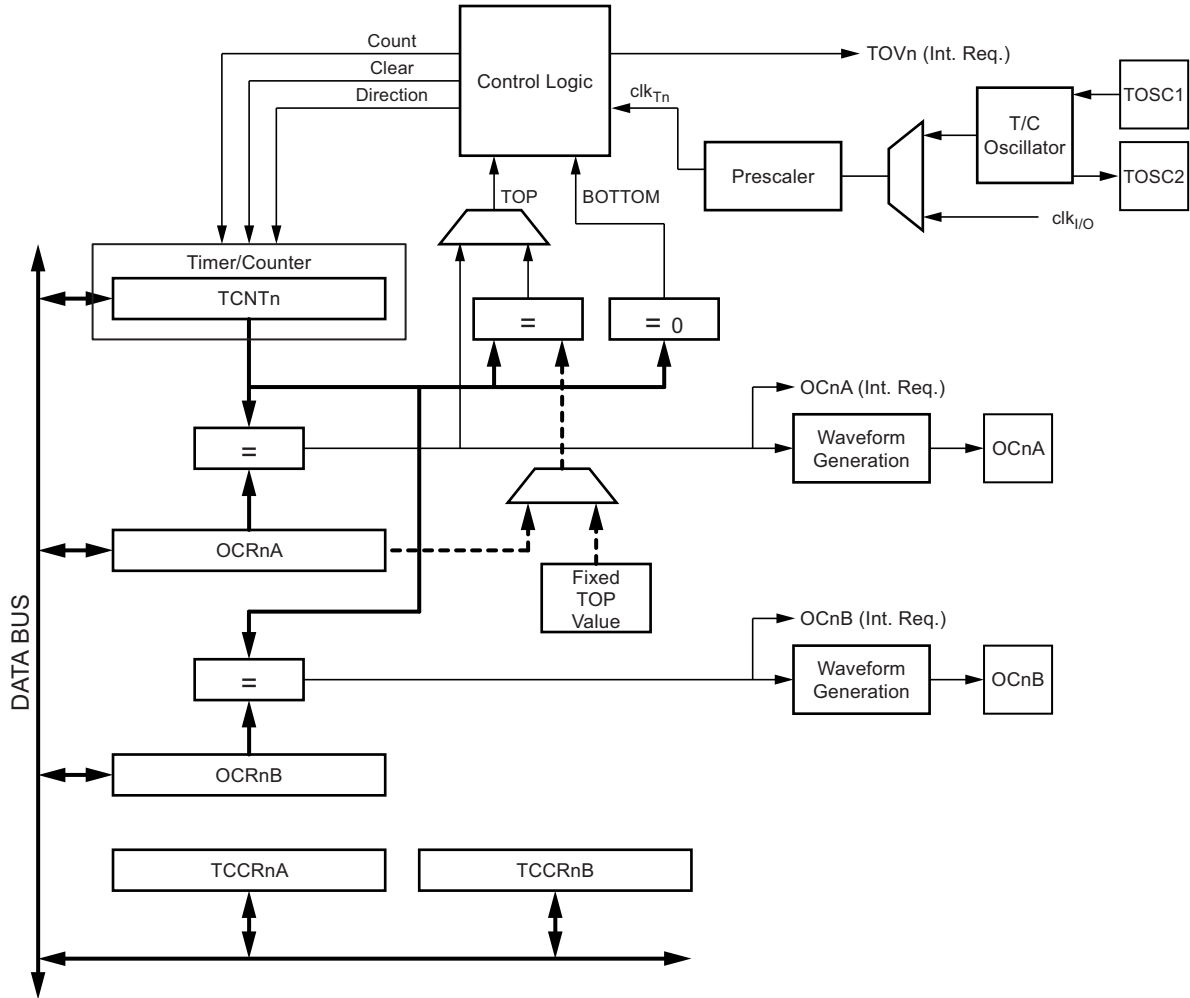 Count
Clear
Direction
Control Logic
TOVn (Int. Req.)
clkTn
TOSC1
T/C
Oscillator
TOSC2
Prescaler
clkI/O
TOP
BOTTOM
Timer/Counter
TCNTn
=
= 0
OCnA (Int. Req.)
=
Waveform
Generation
OCnA
OCRnA
Fixed
TOP
Value
DATA BUS
OCnB (Int. Req.)
=
Waveform
Generation
OCnB
OCRnB
TCCRnA
TCCRnB